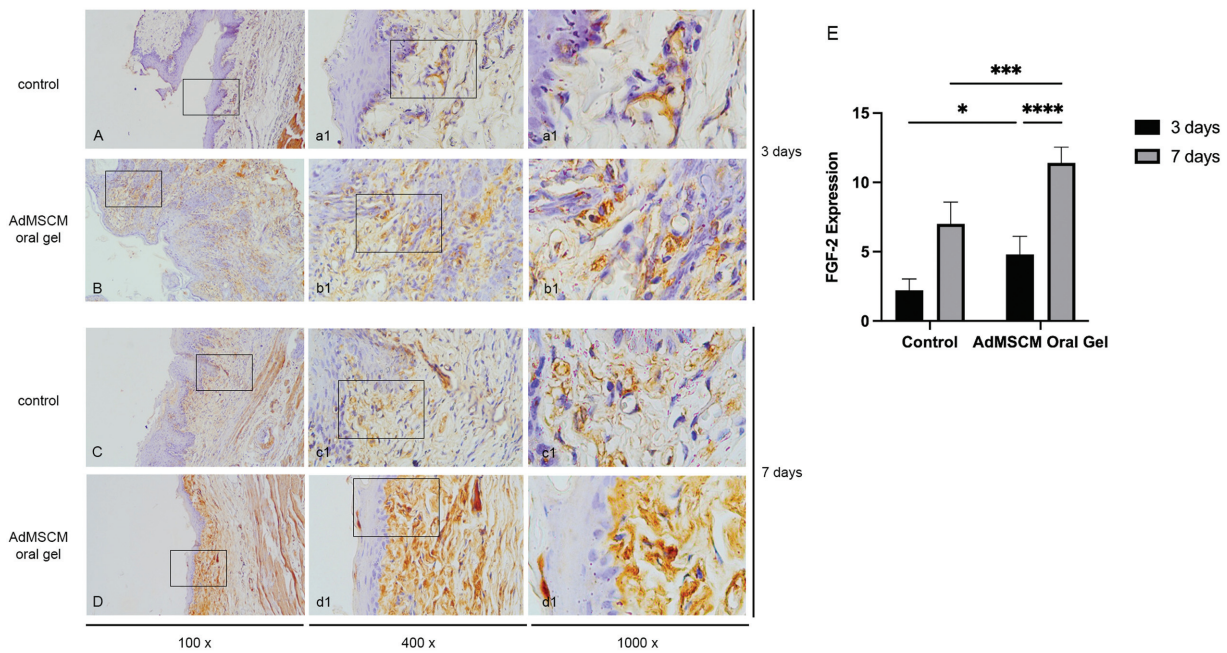 control
A
a1
a1
AdMSCM
oral gel
B
b1
b1
3 days
control
C
c1
c1
AdMSCM
oral gel
D
d1
d1
7 days
100 x
400 x
1000 x
E
***
*
****
15
10
5
0
FGF-2 Expression
Control
AdMSCM Oral Gel
3 days
7 days